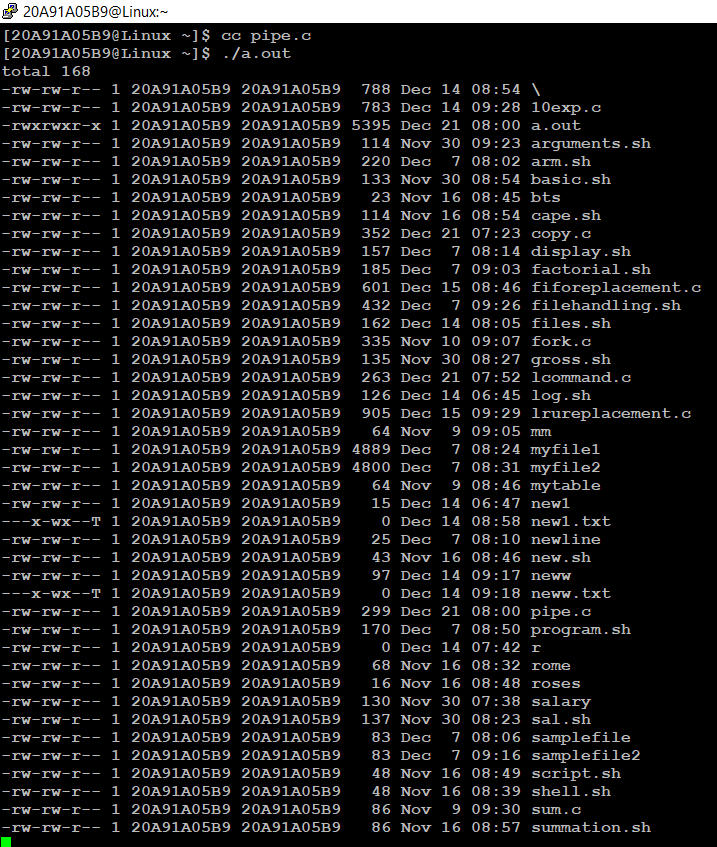 20A91A05B9@Linux:~
[20A91A05B9@Linux ~]$ cc pipe.c
[20A91A05B9@Linux ~]$ ./a.out
total 168
-rw-rw-r-- 1 20A91A05B9 20A91A05B9  788 Dec 14 08:54 \
-rw-rw-r-- 1 20A91A05B9 20A91A05B9  783 Dec 14 09:28 10exp.c
-rwxrwxr-x 1 20A91A05B9 20A91A05B9 5395 Dec 21 08:00 a.out
-rw-rw-r-- 1 20A91A05B9 20A91A05B9  114 Nov 30 09:23 arguments.sh
-rw-rw-r-- 1 20A91A05B9 20A91A05B9  220 Dec  7 08:02 arm.sh
-rw-rw-r-- 1 20A91A05B9 20A91A05B9  133 Nov 30 08:54 basic.sh
-rw-rw-r-- 1 20A91A05B9 20A91A05B9   23 Nov 16 08:45 bts
-rw-rw-r-- 1 20A91A05B9 20A91A05B9  114 Nov 16 08:54 cape.sh
-rw-rw-r-- 1 20A91A05B9 20A91A05B9  352 Dec 21 07:23 copy.c
-rw-rw-r-- 1 20A91A05B9 20A91A05B9  157 Dec  7 08:14 display.sh
-rw-rw-r-- 1 20A91A05B9 20A91A05B9  185 Dec  7 09:03 factorial.sh
-rw-rw-r-- 1 20A91A05B9 20A91A05B9  601 Dec 15 08:46 fiforeplacement.c
-rw-rw-r-- 1 20A91A05B9 20A91A05B9  432 Dec  7 09:26 filehandling.sh
-rw-rw-r-- 1 20A91A05B9 20A91A05B9  162 Dec 14 08:05 files.sh
-rw-rw-r-- 1 20A91A05B9 20A91A05B9  335 Nov 10 09:07 fork.c
-rw-rw-r-- 1 20A91A05B9 20A91A05B9  135 Nov 30 08:27 gross.sh
-rw-rw-r-- 1 20A91A05B9 20A91A05B9  263 Dec 21 07:52 lcommand.c
-rw-rw-r-- 1 20A91A05B9 20A91A05B9  126 Dec 14 06:45 log.sh
-rw-rw-r-- 1 20A91A05B9 20A91A05B9  905 Dec 15 09:29 lrureplacement.c
-rw-rw-r-- 1 20A91A05B9 20A91A05B9   64 Nov  9 09:05 mm
-rw-rw-r-- 1 20A91A05B9 20A91A05B9 4889 Dec  7 08:24 myfile1
-rw-rw-r-- 1 20A91A05B9 20A91A05B9 4800 Dec  7 08:31 myfile2
-rw-rw-r-- 1 20A91A05B9 20A91A05B9   64 Nov  9 08:46 mytable
-rw-rw-r-- 1 20A91A05B9 20A91A05B9   15 Dec 14 06:47 new1
---x-wx--T 1 20A91A05B9 20A91A05B9    0 Dec 14 08:58 new1.txt
-rw-rw-r-- 1 20A91A05B9 20A91A05B9   25 Dec  7 08:10 newline
-rw-rw-r-- 1 20A91A05B9 20A91A05B9   43 Nov 16 08:46 new.sh
-rw-rw-r-- 1 20A91A05B9 20A91A05B9   97 Dec 14 09:17 neww
---x-wx--T 1 20A91A05B9 20A91A05B9    0 Dec 14 09:18 neww.txt
-rw-rw-r-- 1 20A91A05B9 20A91A05B9  299 Dec 21 08:00 pipe.c
-rw-rw-r-- 1 20A91A05B9 20A91A05B9  170 Dec  7 08:50 program.sh
-rw-rw-r-- 1 20A91A05B9 20A91A05B9    0 Dec 14 07:42 r
-rw-rw-r-- 1 20A91A05B9 20A91A05B9   68 Nov 16 08:32 rome
-rw-rw-r-- 1 20A91A05B9 20A91A05B9   16 Nov 16 08:48 roses
-rw-rw-r-- 1 20A91A05B9 20A91A05B9  130 Nov 30 07:38 salary
-rw-rw-r-- 1 20A91A05B9 20A91A05B9  137 Nov 30 08:23 sal.sh
-rw-rw-r-- 1 20A91A05B9 20A91A05B9   83 Dec  7 08:06 samplefile
-rw-rw-r-- 1 20A91A05B9 20A91A05B9   83 Dec  7 09:16 samplefile2
-rw-rw-r-- 1 20A91A05B9 20A91A05B9   48 Nov 16 08:49 script.sh
-rw-rw-r-- 1 20A91A05B9 20A91A05B9   48 Nov 16 08:39 shell.sh
-rw-rw-r-- 1 20A91A05B9 20A91A05B9   86 Nov  9 09:30 sum.c
-rw-rw-r-- 1 20A91A05B9 20A91A05B9   86 Nov 16 08:57 summation.sh